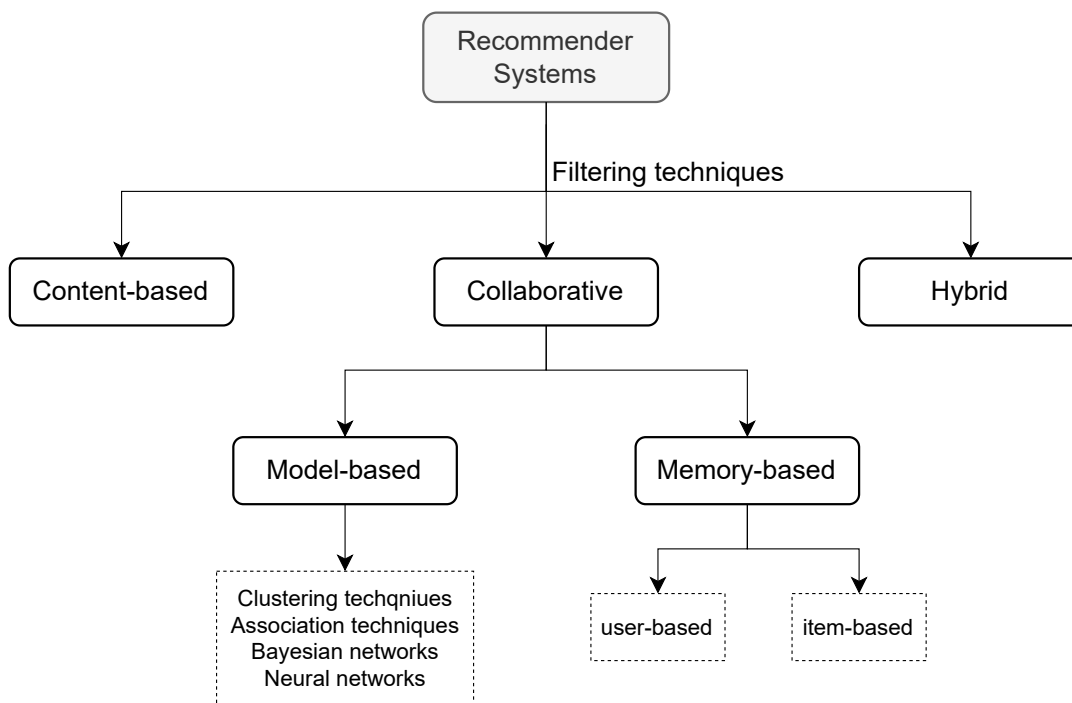 Recommender
Systems
Filtering techniques
Content-based
Collaborative
Hybrid
Model-based
Memory-based
Clustering techqniues
Association techniques
Bayesian networks
Neural networks
user-based
item-based